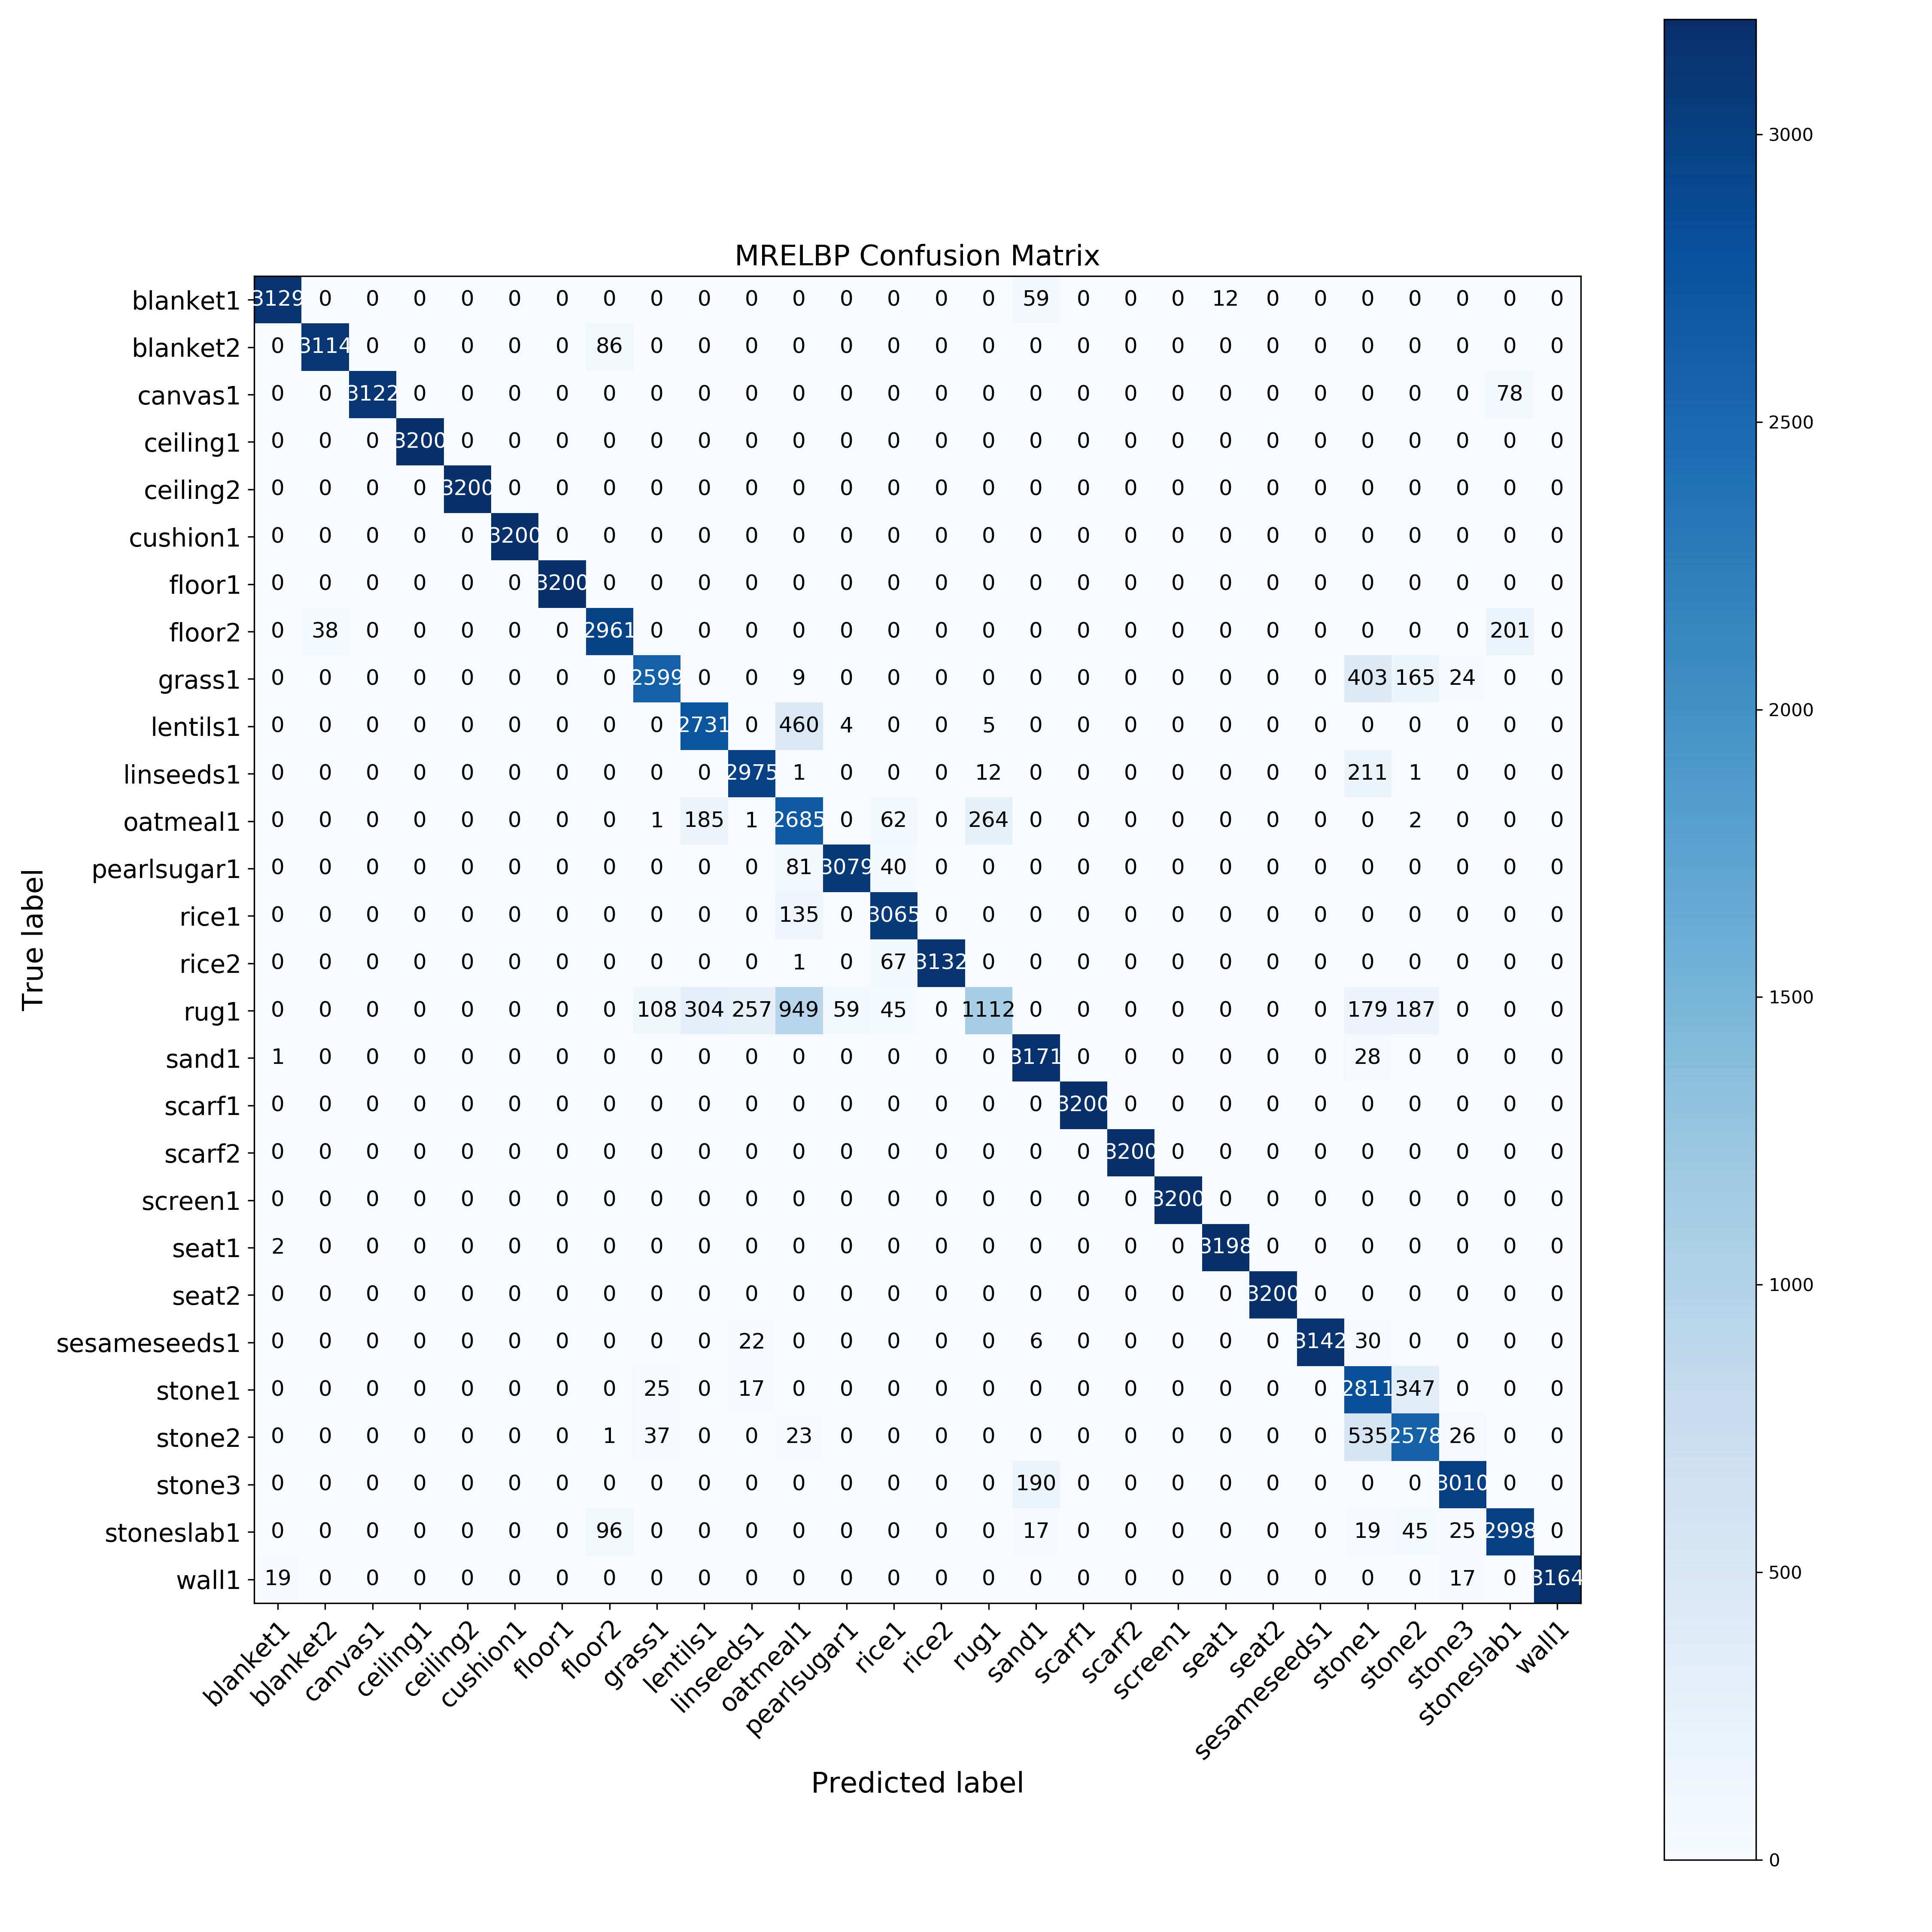 MRELBP Confusion Matrix
True label
blanket1 3129 0 0 0 0 0 0 0 0 0 0 0 0 0 0 0 59 0 0 0 12 0 0 0 0 0 0 0
blanket2 0 3114 0 0 0 0 0 86 0 0 0 0 0 0 0 0 0 0 0 0 0 0 0 0 0 0 0 0
canvas1 0 0 3122 0 0 0 0 0 0 0 0 0 0 0 0 0 0 0 0 0 0 0 0 0 0 0 78 0
ceiling1 0 0 0 3200 0 0 0 0 0 0 0 0 0 0 0 0 0 0 0 0 0 0 0 0 0 0 0 0
ceiling2 0 0 0 0 3200 0 0 0 0 0 0 0 0 0 0 0 0 0 0 0 0 0 0 0 0 0 0 0
cushion1 0 0 0 0 0 3200 0 0 0 0 0 0 0 0 0 0 0 0 0 0 0 0 0 0 0 0 0 0
floor1 0 0 0 0 0 0 3200 0 0 0 0 0 0 0 0 0 0 0 0 0 0 0 0 0 0 0 0 0
floor2 0 38 0 0 0 0 0 2961 0 0 0 0 0 0 0 0 0 0 0 0 0 0 0 0 0 0 201 0
grass1 0 0 0 0 0 0 0 0 2599 0 0 9 0 0 0 0 0 0 0 0 0 0 0 403 165 24 0 0
lentils1 0 0 0 0 0 0 0 0 0 2731 0 460 4 0 0 5 0 0 0 0 0 0 0 0 0 0 0 0
linseeds1 0 0 0 0 0 0 0 0 0 0 2975 1 0 0 0 12 0 0 0 0 0 0 0 211 1 0 0 0
oatmeal1 0 0 0 0 0 0 0 0 1 185 1 2685 0 62 0 264 0 0 0 0 0 0 0 0 2 0 0 0
pearlsugar1 0 0 0 0 0 0 0 0 0 0 0 81 3079 40 0 0 0 0 0 0 0 0 0 0 0 0 0 0
rice1 0 0 0 0 0 0 0 0 0 0 0 135 0 3065 0 0 0 0 0 0 0 0 0 0 0 0 0 0
rice2 0 0 0 0 0 0 0 0 0 0 0 1 0 67 3132 0 0 0 0 0 0 0 0 0 0 0 0 0
rug1 0 0 0 0 0 0 0 0 108 304 257 949 59 45 0 1112 0 0 0 0 0 0 0 179 187 0 0 0
sand1 1 0 0 0 0 0 0 0 0 0 0 0 0 0 0 0 3171 0 0 0 0 0 0 28 0 0 0 0
scarf1 0 0 0 0 0 0 0 0 0 0 0 0 0 0 0 0 0 3200 0 0 0 0 0 0 0 0 0 0
scarf2 0 0 0 0 0 0 0 0 0 0 0 0 0 0 0 0 0 0 3200 0 0 0 0 0 0 0 0 0
screen1 0 0 0 0 0 0 0 0 0 0 0 0 0 0 0 0 0 0 0 3200 0 0 0 0 0 0 0 0
seat1 2 0 0 0 0 0 0 0 0 0 0 0 0 0 0 0 0 0 0 0 3198 0 0 0 0 0 0 0
seat2 0 0 0 0 0 0 0 0 0 0 0 0 0 0 0 0 0 0 0 0 0 3200 0 0 0 0 0 0
sesameseeds1 0 0 0 0 0 0 0 0 0 0 22 0 0 0 0 0 6 0 0 0 0 0 3142 30 0 0 0 0
stone1 0 0 0 0 0 0 0 0 25 0 17 0 0 0 0 0 0 0 0 0 0 0 0 2811 347 0 0 0
stone2 0 0 0 0 0 0 0 1 37 0 0 23 0 0 0 0 0 0 0 0 0 0 0 535 2578 26 0 0
stone3 0 0 0 0 0 0 0 0 0 0 0 0 0 0 0 0 190 0 0 0 0 0 0 0 0 3010 0 0
stoneslab1 0 0 0 0 0 0 0 96 0 0 0 0 0 0 0 0 17 0 0 0 0 0 0 19 45 25 2998 0
wall1 19 0 0 0 0 0 0 0 0 0 0 0 0 0 0 0 0 0 0 0 0 0 0 0 0 17 0 3164
blanket1 blanket2 canvas1 ceiling1 ceiling2 cushion1 floor1 floor2 grass1 lentils1 linseeds1 oatmeal1 pearlsugar1 rice1 rice2 rug1 sand1 scarf1 scarf2 screen1 seat1 seat2 sesameseeds1 stone1 stone2 stone3 stoneslab1 wall1
Predicted label
3000
2500
2000
1500
1000
500
0